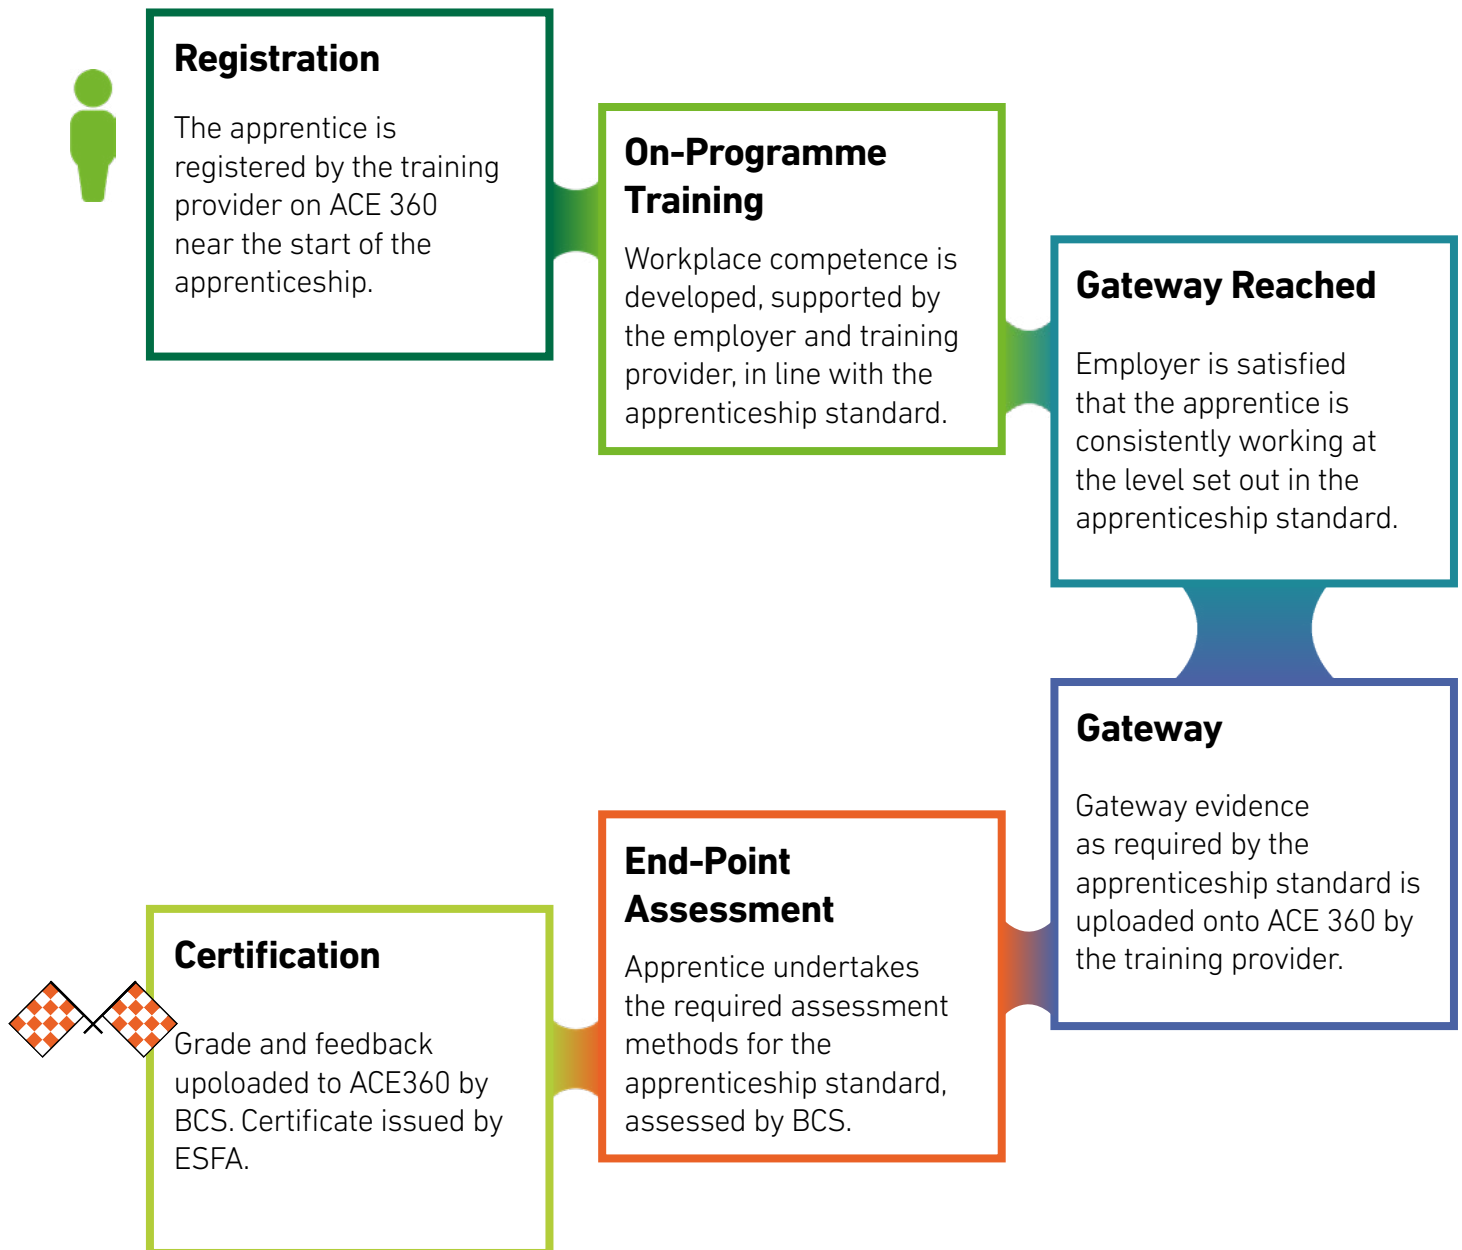 Registration
The apprentice is
registered by the training
provider on ACE 360
near the start of the
apprenticeship.
On-Programme
Training
Workplace competence is
developed, supported by
the employer and training
provider, in line with the
apprenticeship standard.
Gateway Reached
Employer is satisfied
that the apprentice is
consistently working at
the level set out in the
apprenticeship standard.
Gateway
Gateway evidence
as required by the
apprenticeship standard is
uploaded onto ACE 360 by
the training provider.
End-Point
Assessment
Apprentice undertakes
the required assessment
methods for the
apprenticeship standard,
assessed by BCS.
Certification
Grade and feedback
upoloaded to ACE360 by
BCS. Certificate issued by
ESFA.